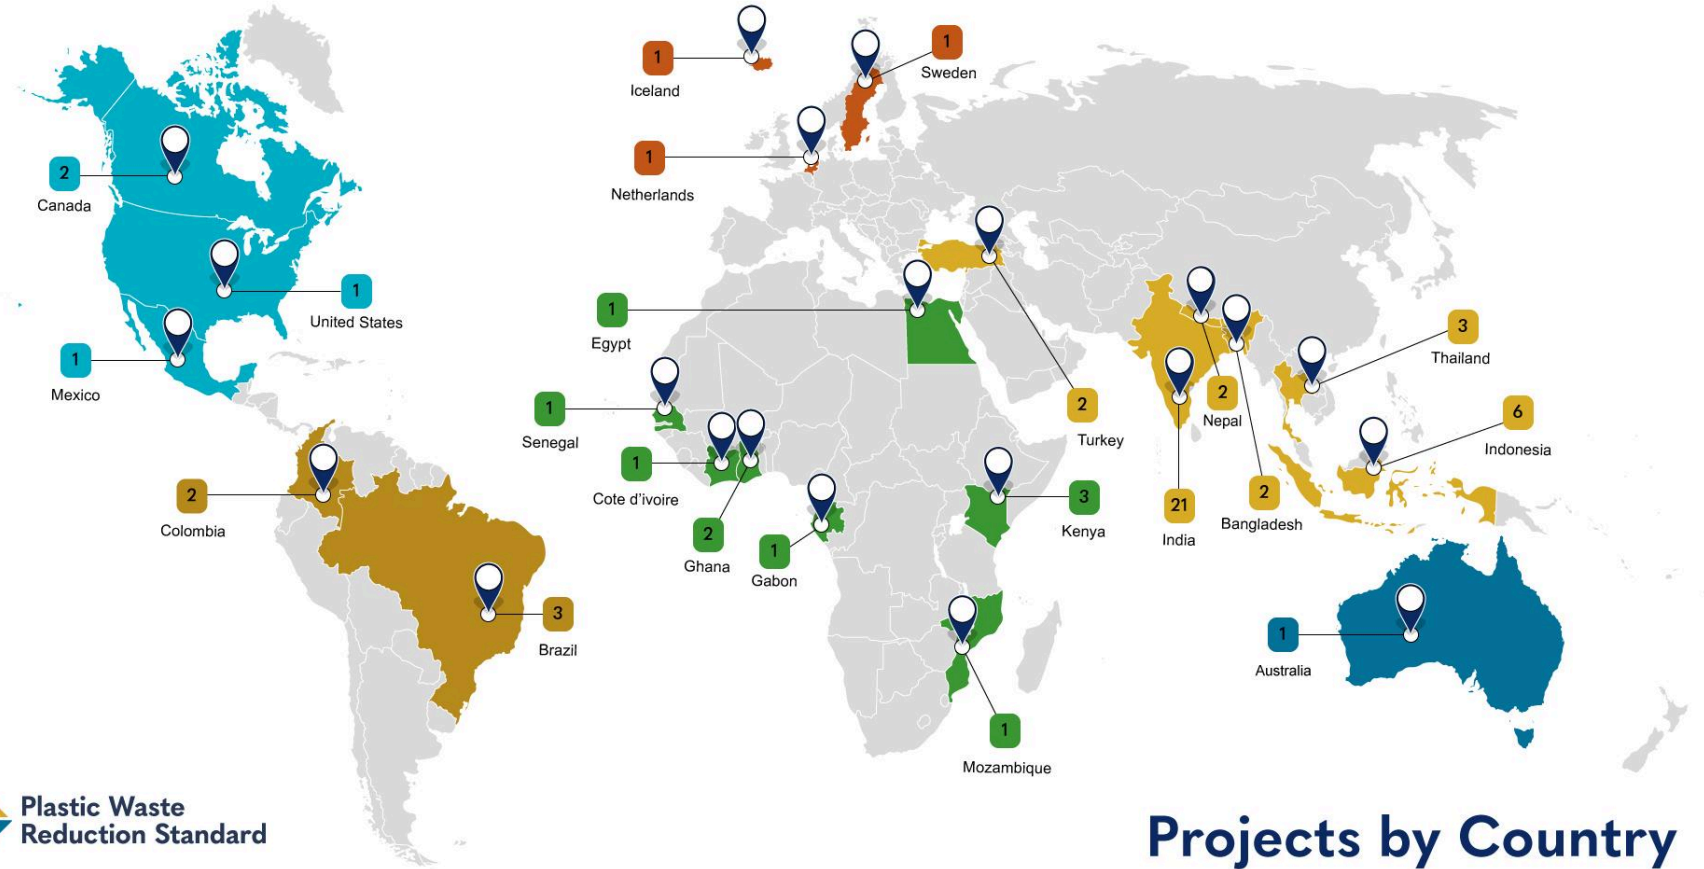 1
Iceland
1
Sweden
1
Netherlands
2
Canada
1
United States
1
Mexico
2
Colombia
3
Brazil
1
Egypt
1
Senegal
1
Cote d'ivoire
2
Ghana
1
Gabon
3
Kenya
1
Mozambique
2
Turkey
2
Nepal
21
India
2
Bangladesh
3
Thailand
6
Indonesia
1
Australia
Plastic Waste
Reduction Standard
Projects by Country